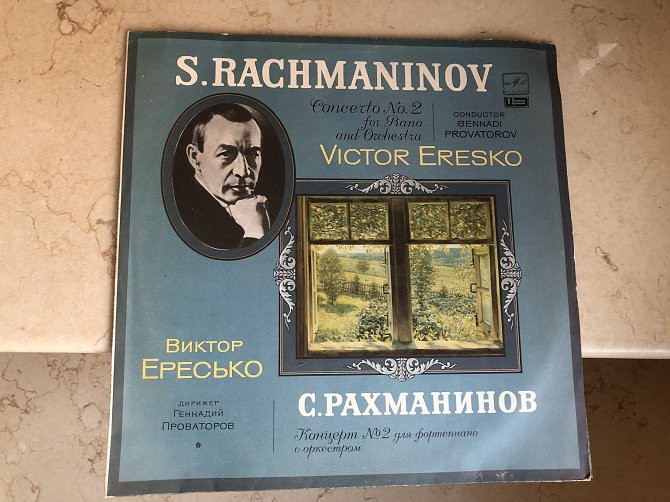 S. RACHMANINOV
Concerto No. 2
for Piano
and Orchestra
CONDUCTOR
GENNADI
PROVATOROV
VICTOR ERESKO
ВИКТОР
ЕРЕСЬКО
ДИРИЖЕР
ГЕННАДИЙ
ПРОВАТОРОВ
*
С. РАХМАНИНОВ
Концерт №2 для фортепиано
с оркестром